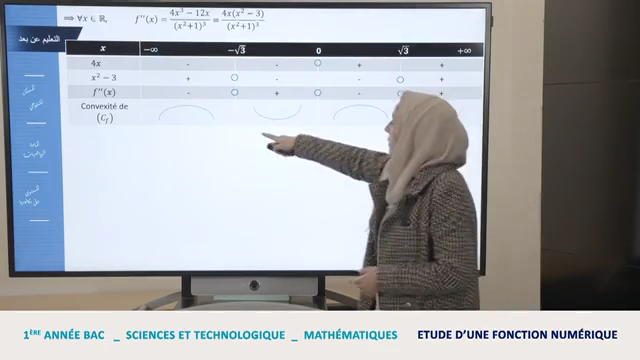 ⟹ ∀x ∈ ℝ, f''(x) = (4x³ − 12x)/(x²+1)³ = 4x(x² − 3)/(x²+1)³
التعليم عن بعد
x −∞ −√3 0 √3 +∞
4x - - 0 + +
x² − 3 + 0 - - 0 +
f''(x) - 0 + 0 - 0 +
Convexité de
(C_f)
1ÈRE ANNÉE BAC _ SCIENCES ET TECHNOLOGIQUE _ MATHÉMATIQUES ETUDE D'UNE FONCTION NUMÉRIQUE